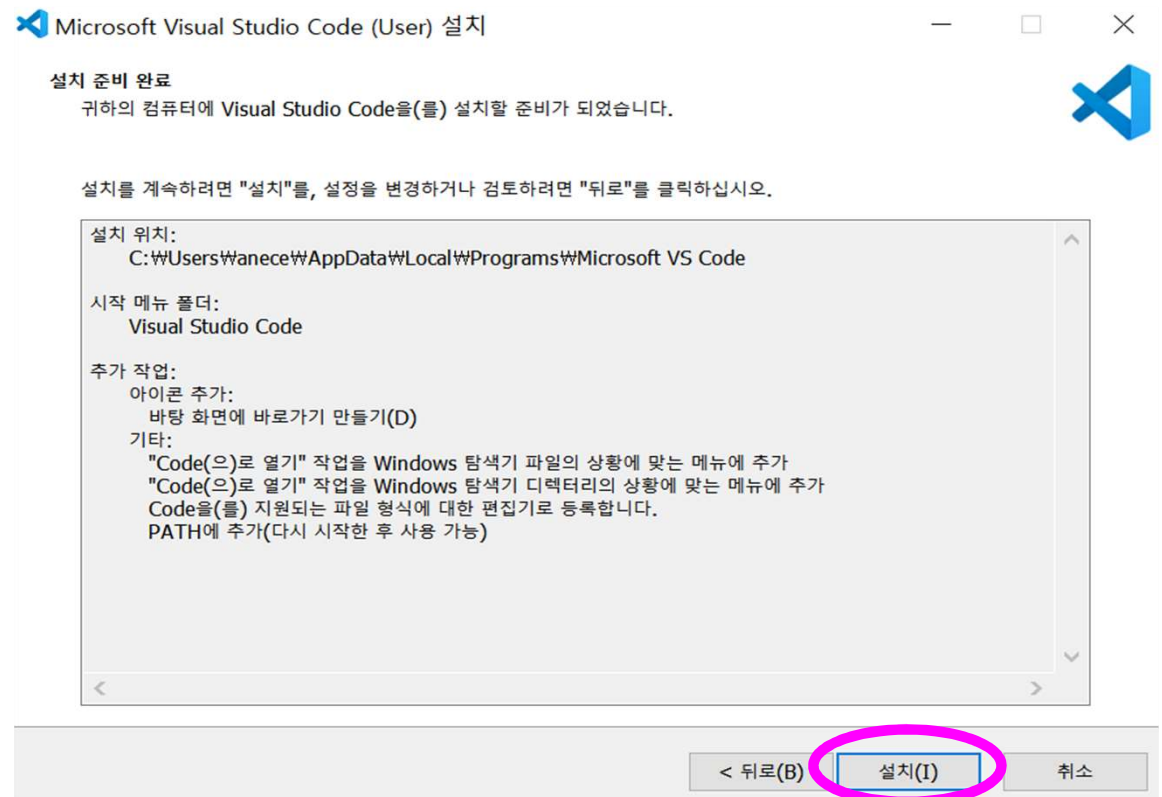 Microsoft Visual Studio Code (User) 설치
설치 준비 완료
귀하의 컴퓨터에 Visual Studio Code을(를) 설치할 준비가 되었습니다.
설치를 계속하려면 "설치"를, 설정을 변경하거나 검토하려면 "뒤로"를 클릭하십시오.
설치 위치:
C:₩Users₩anece₩AppData₩Local₩Programs₩Microsoft VS Code
시작 메뉴 폴더:
Visual Studio Code
추가 작업:
아이콘 추가:
바탕 화면에 바로가기 만들기(D)
기타:
"Code(으)로 열기" 작업을 Windows 탐색기 파일의 상황에 맞는 메뉴에 추가
"Code(으)로 열기" 작업을 Windows 탐색기 디렉터리의 상황에 맞는 메뉴에 추가
Code을(를) 지원되는 파일 형식에 대한 편집기로 등록합니다.
PATH에 추가(다시 시작한 후 사용 가능)
< 뒤로(B) 설치(I) 취소